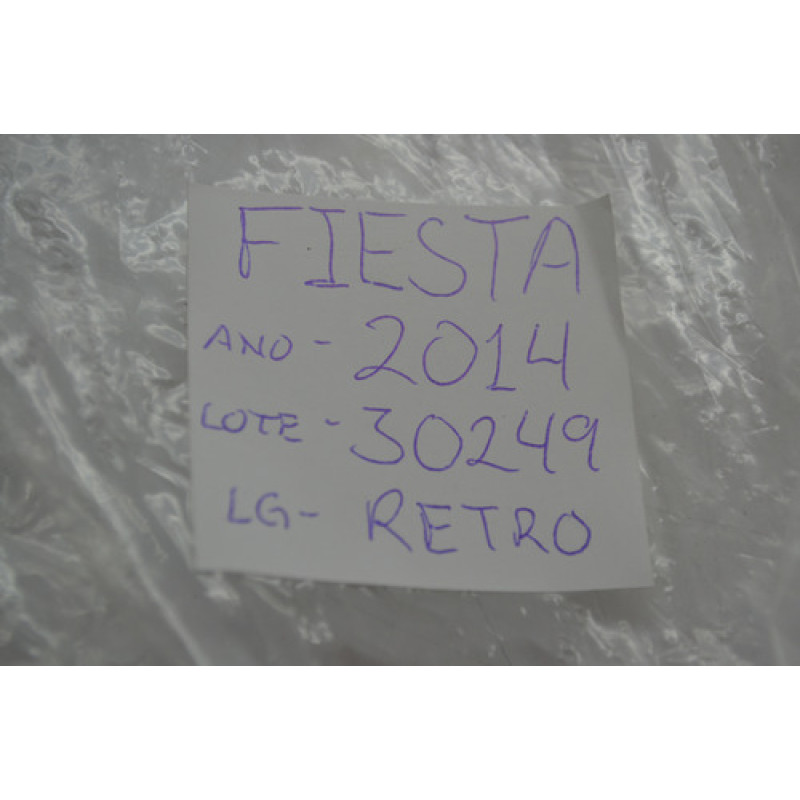 FIESTA
ANO - 2014
LOTE - 30249
LG - RETRO